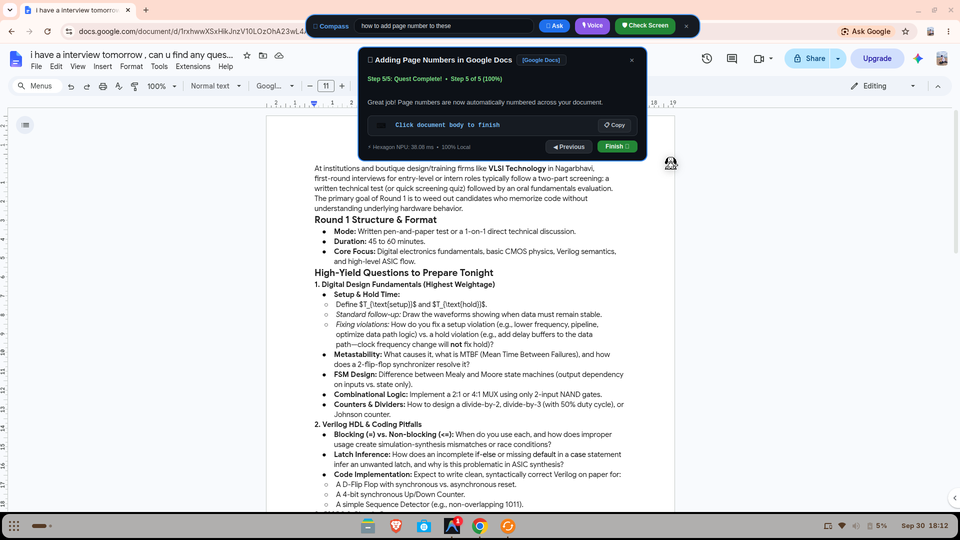 i have a interview tomorrow
docs.google.com/document/d/1rxhwwXSxHkJnzV10LOzOhA23wL4
Compass
how to add page number to these
Ask
Voice
Check Screen
Ask Google
i have a interview tomorrow , can u find any ques...
File Edit View Insert Format Tools Extensions
Share
Upgrade
Menus
100%
Normal text
Googl...
11
Editing
Adding Page Numbers in Google Docs
[Google Docs]
Step 5/5: Quest Complete! • Step 5 of 5 (100%)
Great job! Page numbers are now automatically numbered across your document.
Click document body to finish
Copy
Hexagon NPU: 38.08 ms • 100% Local
Previous
Finish
At institutions and boutique design/training firms like VLSI Technology in Nagarbhavi,
first-round interviews for entry-level or intern roles typically follow a two-part screening: a
written technical test (or quick screening quiz) followed by an oral fundamentals evaluation.
The primary goal of Round 1 is to weed out candidates who memorize code without
understanding underlying hardware behavior.
Round 1 Structure & Format
● Mode: Written pen-and-paper test or a 1-on-1 direct technical discussion.
● Duration: 45 to 60 minutes.
● Core Focus: Digital electronics fundamentals, basic CMOS physics, Verilog semantics,
and high-level ASIC flow.
High-Yield Questions to Prepare Tonight
1. Digital Design Fundamentals (Highest Weightage)
● Setup & Hold Time:
○ Define $T_{\text{setup}}$ and $T_{\text{hold}}$.
○ Standard follow-up: Draw the waveforms showing when data must remain stable.
○ Fixing violations: How do you fix a setup violation (e.g., lower frequency, pipeline,
optimize data path logic) vs. a hold violation (e.g., add delay buffers to the data
path—clock frequency change will not fix hold)?
● Metastability: What causes it, what is MTBF (Mean Time Between Failures), and how
does a 2-flip-flop synchronizer resolve it?
● FSM Design: Difference between Mealy and Moore state machines (output dependency
on inputs vs. state only).
● Combinational Logic: Implement a 2:1 or 4:1 MUX using only 2-input NAND gates.
● Counters & Dividers: How to design a divide-by-2, divide-by-3 (with 50% duty cycle), or
Johnson counter.
2. Verilog HDL & Coding Pitfalls
● Blocking (=) vs. Non-blocking (<=): When do you use each, and how does improper
usage create simulation-synthesis mismatches or race conditions?
● Latch Inference: How does an incomplete if-else or missing default in a case statement
infer an unwanted latch, and why is this problematic in ASIC synthesis?
● Code Implementation: Expect to write clean, syntactically correct Verilog on paper for:
○ A D-Flip Flop with synchronous vs. asynchronous reset.
○ A 4-bit synchronous Up/Down Counter.
○ A simple Sequence Detector (e.g., non-overlapping 1011).
1
5%
Sep 30 18:12